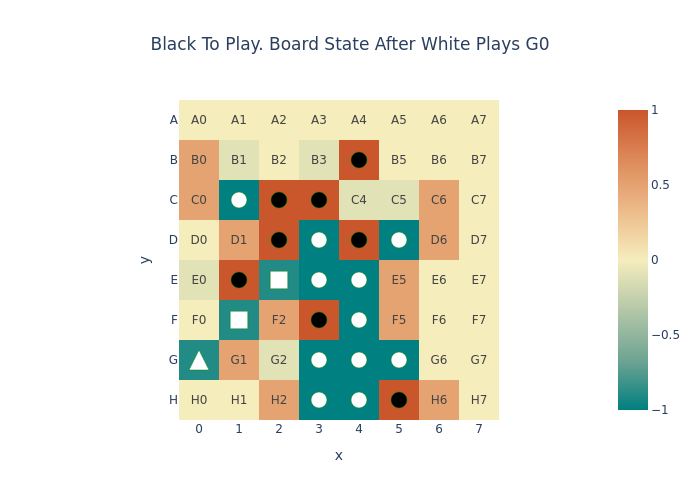 Black To Play. Board State After White Plays G0
A A0 A1 A2 A3 A4 A5 A6 A7
B B0 B1 B2 B3 B5 B6 B7
C C0 C4 C5 C6 C7
D D0 D1 D6 D7
E E0 E5 E6 E7
F F0 F2 F5 F6 F7
G G1 G2 G6 G7
H H0 H1 H2 H6 H7
0 1 2 3 4 5 6 7
x
y
1
0.5
0
−0.5
−1